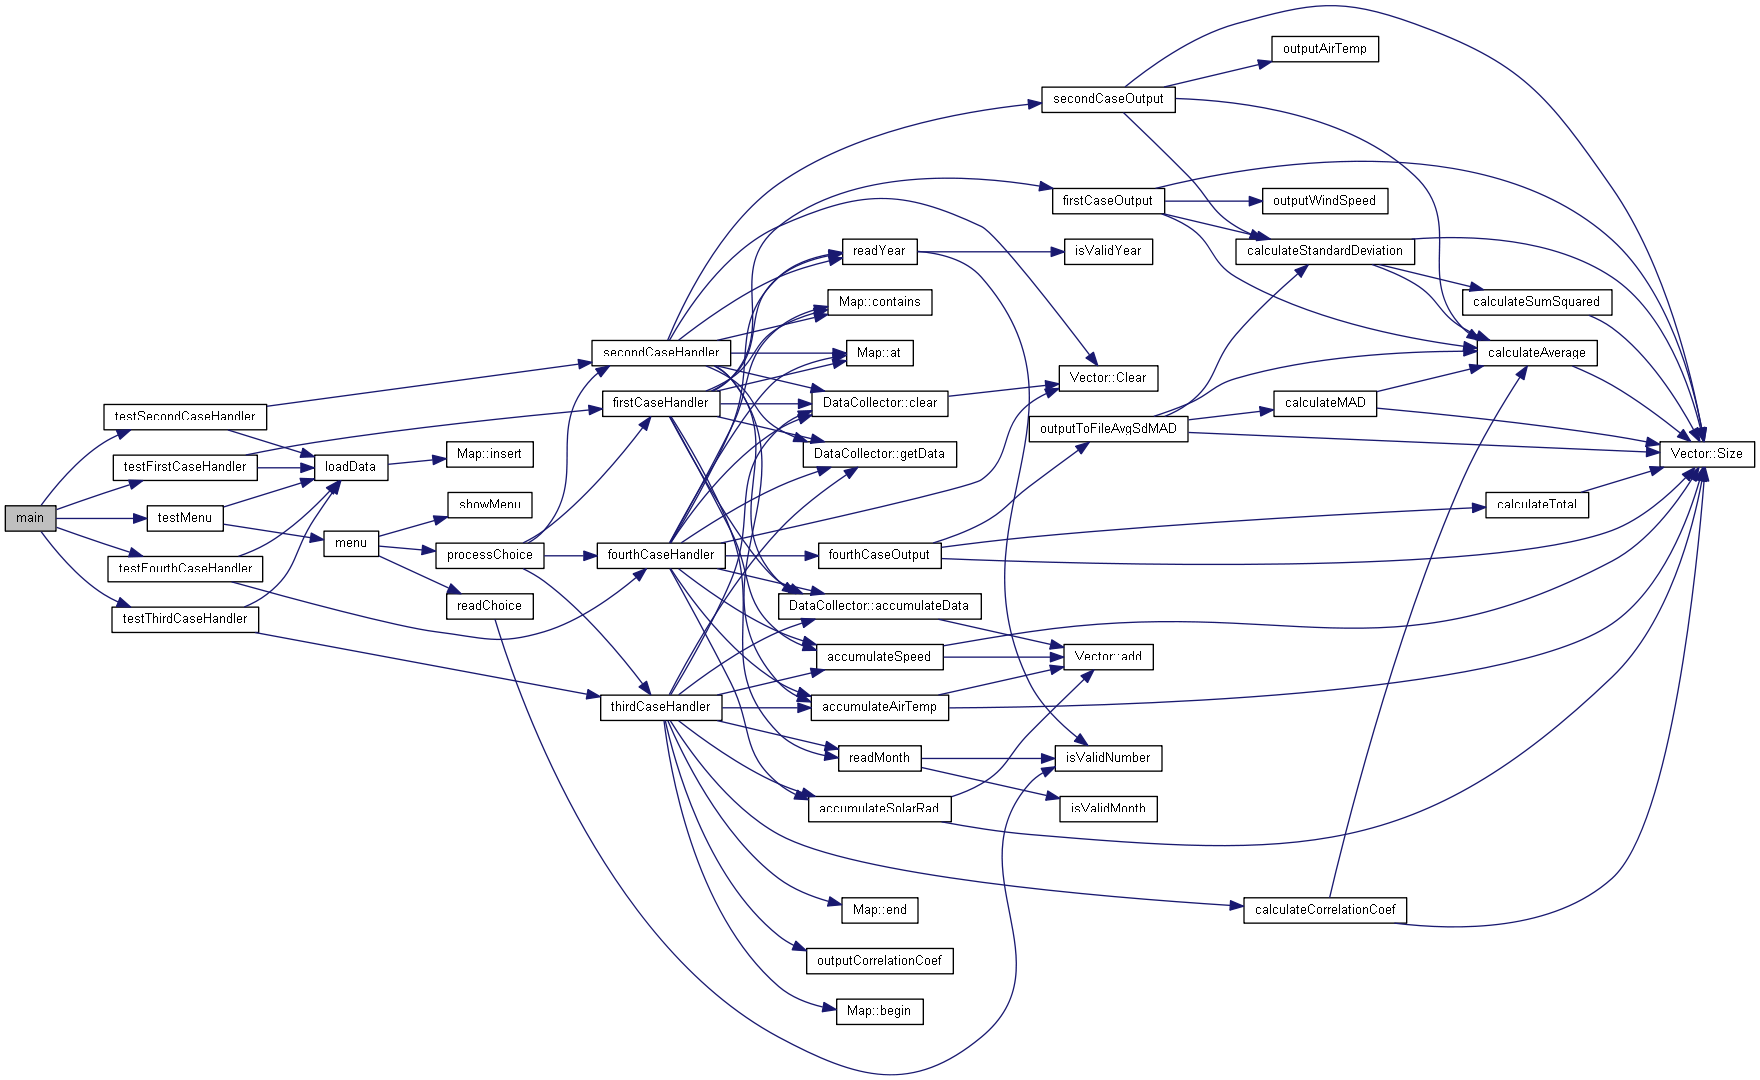 main
testSecondCaseHandler
testFirstCaseHandler
testMenu
testFourthCaseHandler
testThirdCaseHandler
loadData
menu
Map::insert
showMenu
processChoice
readChoice
secondCaseHandler
firstCaseHandler
fourthCaseHandler
thirdCaseHandler
readYear
Map::contains
Map::at
DataCollector::clear
DataCollector::getData
fourthCaseOutput
DataCollector::accumulateData
accumulateSpeed
accumulateAirTemp
readMonth
accumulateSolarRad
Map::end
outputCorrelationCoef
Map::begin
secondCaseOutput
firstCaseOutput
isValidYear
Vector::Clear
outputToFileAvgSdMAD
Vector::add
isValidNumber
isValidMonth
outputAirTemp
outputWindSpeed
calculateStandardDeviation
calculateMAD
calculateCorrelationCoef
calculateSumSquared
calculateAverage
calculateTotal
Vector::Size